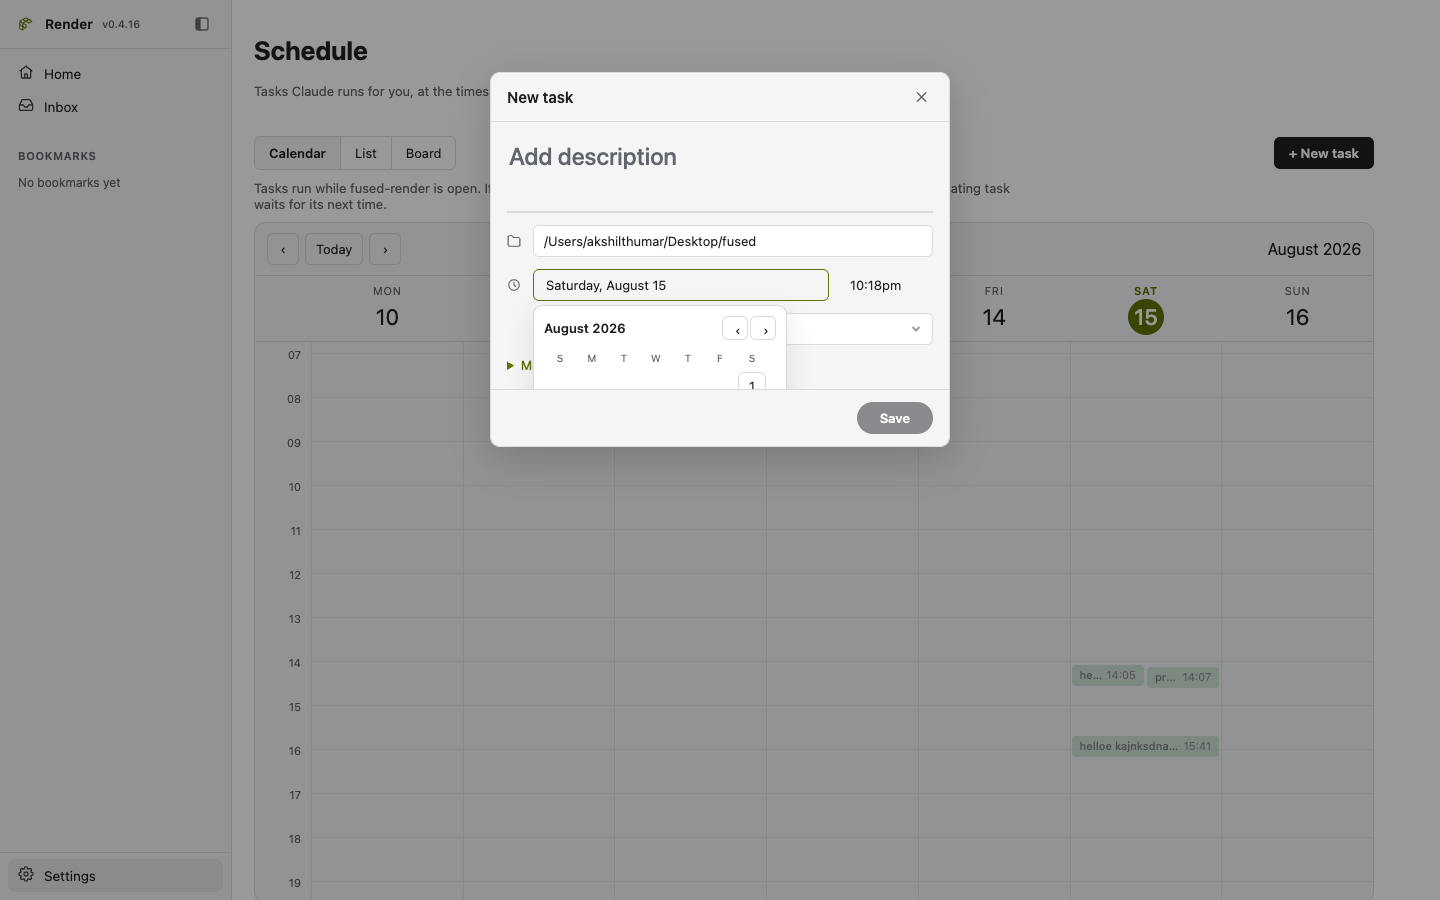 Render v0.4.16
Home
Inbox
BOOKMARKS
No bookmarks yet
Settings
Schedule
Tasks Claude runs for you, at the times
Calendar List Board
+ New task
Tasks run while fused-render is open. If
ating task
waits for its next time.
‹ Today ›
August 2026
MON
10
FRI
14
SAT
15
SUN
16
07
08
09
10
11
12
13
14
15
16
17
18
19
he... 14:05
pr... 14:07
helloe kajnksdna... 15:41
New task
Add description
/Users/akshilthumar/Desktop/fused
Saturday, August 15 10:18pm
August 2026 ‹ ›
S M T W T F S
1
M
Save